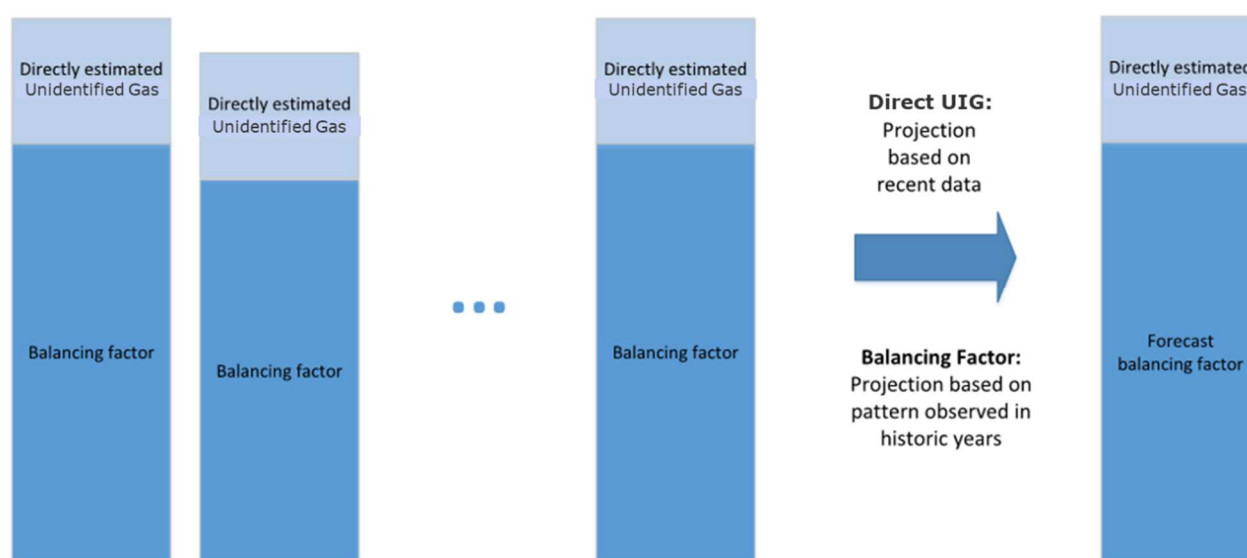 Directly estimated
Unidentified Gas
Balancing factor
Directly estimated
Unidentified Gas
Balancing factor
Directly estimated
Unidentified Gas
Balancing factor
Direct UIG:
Projection
based on
recent data
Balancing Factor:
Projection based on
pattern observed in
historic years
Directly estimated
Unidentified Gas
Forecast
balancing factor